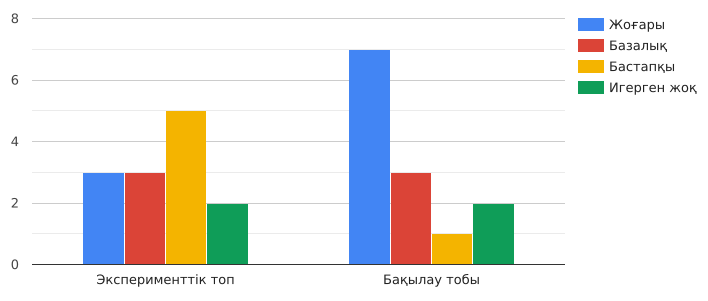 8
6
4
2
0
Эксперименттік топ
Бақылау тобы
Жоғары
Базалық
Бастапқы
Игерген жоқ